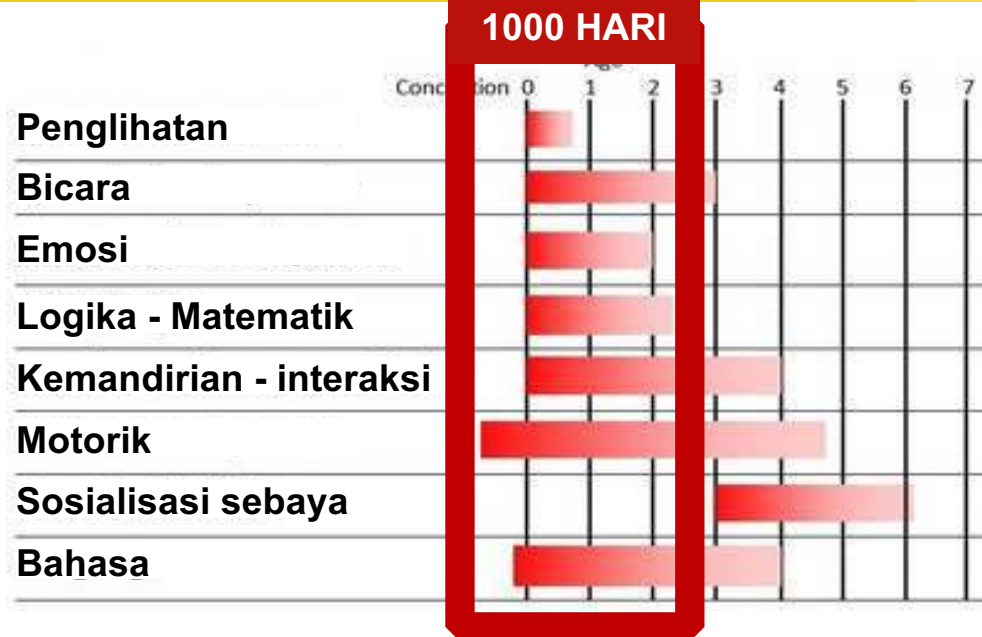 1000 HARI
0 1 2 3 4 5 6 7
Penglihatan
Bicara
Emosi
Logika - Matematik
Kemandirian - interaksi
Motorik
Sosialisasi sebaya
Bahasa